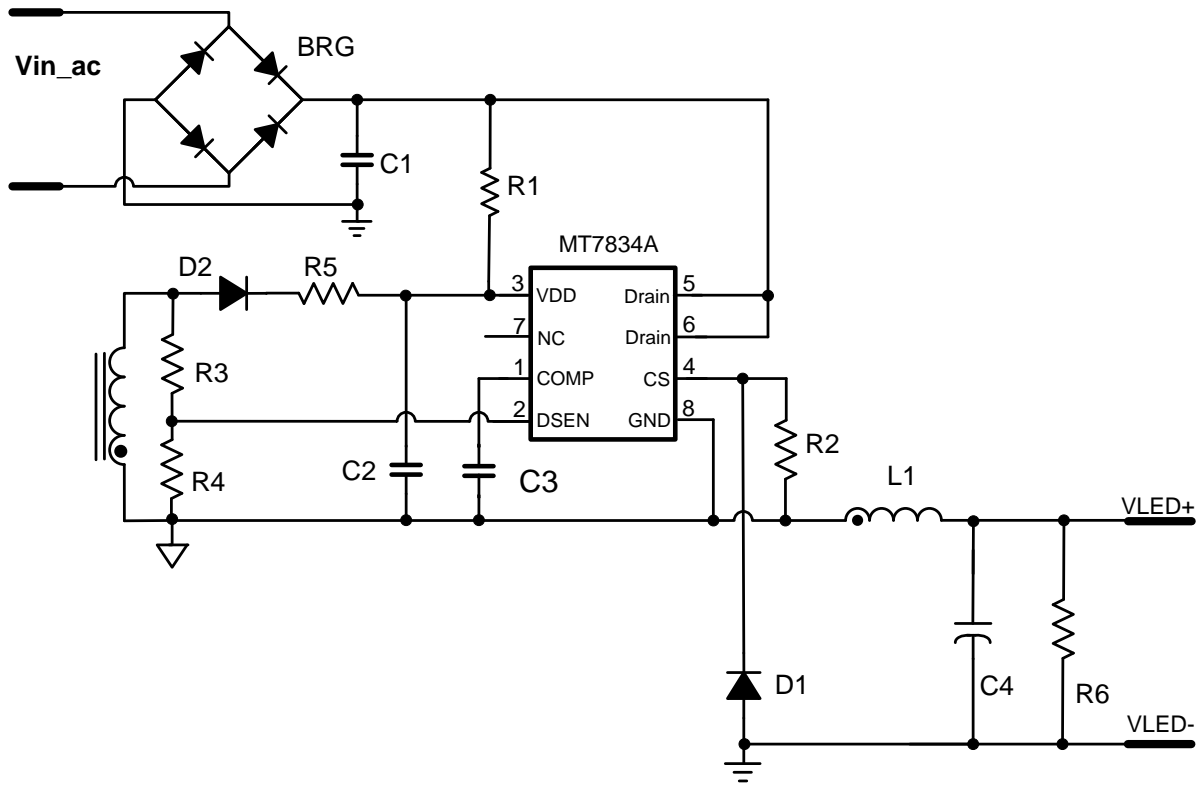 BRG
Vin_ac
C1
R1
MT7834A
D2
R5
3
VDD
Drain
5
7
NC
Drain
6
R3
1
COMP
CS
4
2
DSEN
GND
8
R4
C2
C3
R2
L1
VLED+
D1
C4
R6
VLED-